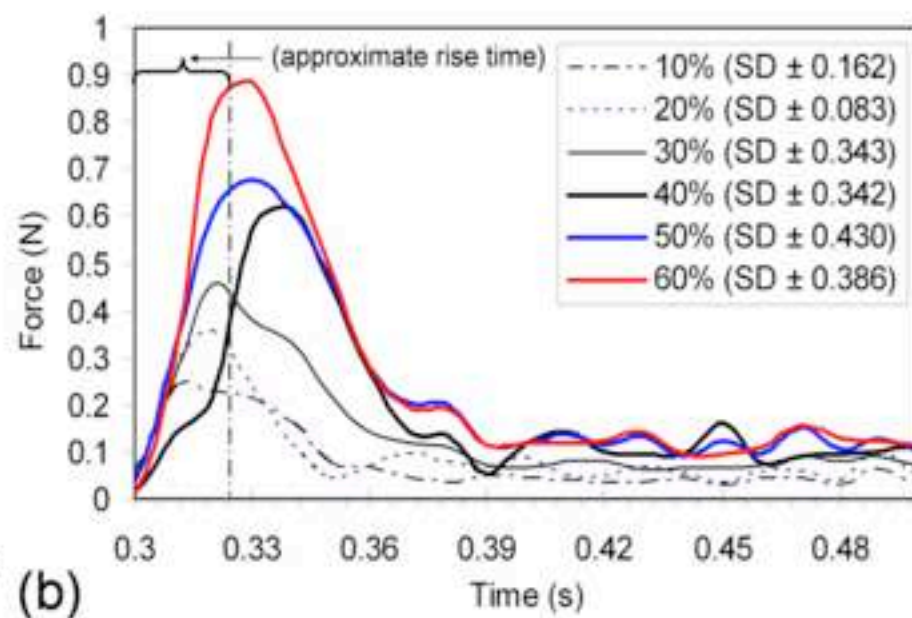 1
(approximate rise time)
0.9
0.8
0.7
0.6
0.5
0.4
0.3
0.2
0.1
0
Force (N)
10% (SD ± 0.162)
20% (SD ± 0.083)
30% (SD ± 0.343)
40% (SD ± 0.342)
50% (SD ± 0.430)
60% (SD ± 0.386)
0.3 0.33 0.36 0.39 0.42 0.45 0.48
Time (s)
(b)